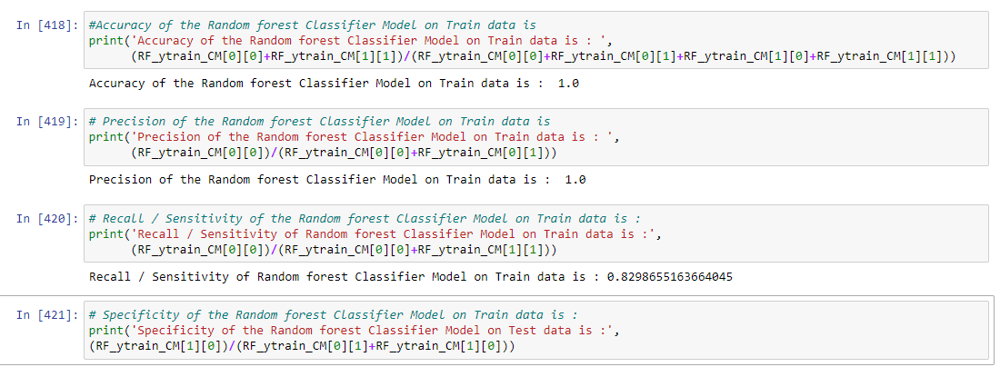 In [418]: #Accuracy of the Random forest Classifier Model on Train data is
print('Accuracy of the Random forest Classifier Model on Train data is : ',
(RF_ytrain_CM[0][0]+RF_ytrain_CM[1][1])/(RF_ytrain_CM[0][0]+RF_ytrain_CM[0][1]+RF_ytrain_CM[1][0]+RF_ytrain_CM[1][1]))
Accuracy of the Random forest Classifier Model on Train data is :  1.0
In [419]: # Precision of the Random forest Classifier Model on Train data is
print('Precision of the Random forest Classifier Model on Train data is : ',
(RF_ytrain_CM[0][0])/(RF_ytrain_CM[0][0]+RF_ytrain_CM[0][1]))
Precision of the Random forest Classifier Model on Train data is :  1.0
In [420]: # Recall / Sensitivity of the Random forest Classifier Model on Train data is :
print('Recall / Sensitivity of Random forest Classifier Model on Train data is :',
(RF_ytrain_CM[0][0])/(RF_ytrain_CM[0][0]+RF_ytrain_CM[1][1]))
Recall / Sensitivity of Random forest Classifier Model on Train data is : 0.8298655163664045
In [421]: # Specificity of the Random forest Classifier Model on Train data is :
print('Specificity of the Random forest Classifier Model on Test data is :',
(RF_ytrain_CM[1][0])/(RF_ytrain_CM[0][1]+RF_ytrain_CM[1][0]))